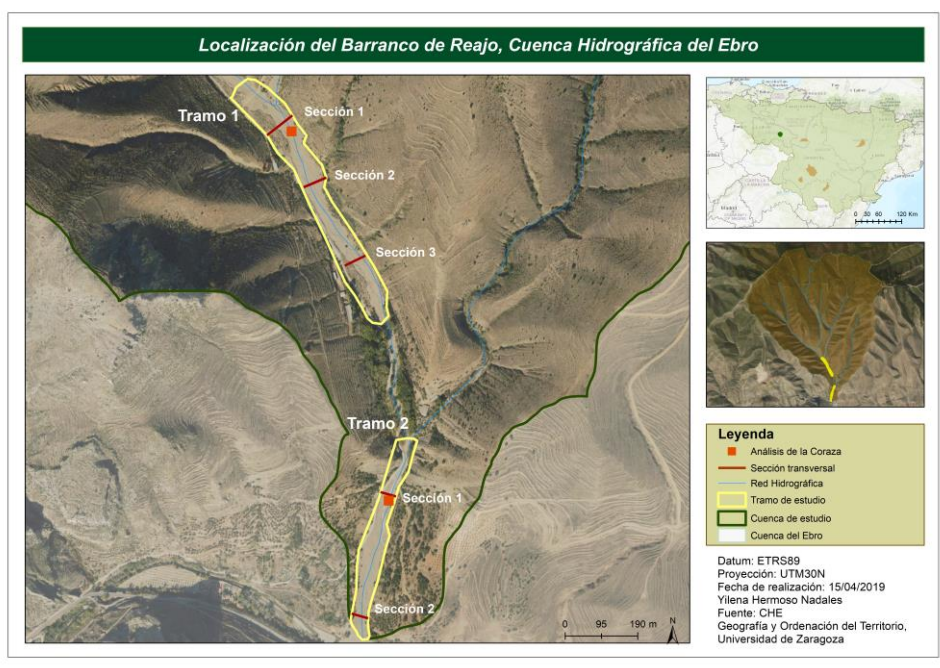 Localización del Barranco de Reajo, Cuenca Hidrográfica del Ebro
Tramo 1
Sección 1
Sección 2
Sección 3
Tramo 2
Sección 1
Sección 2
0 95 190 m
N
Madrid
0 30 60 120 Km
Leyenda
Análisis de la Coraza
Sección transversal
Red Hidrográfica
Tramo de estudio
Cuenca de estudio
Cuenca del Ebro
Datum: ETRS89
Proyección: UTM30N
Fecha de realización: 15/04/2019
Yilena Hermoso Nadales
Fuente: CHE
Geografía y Ordenación del Territorio,
Universidad de Zaragoza